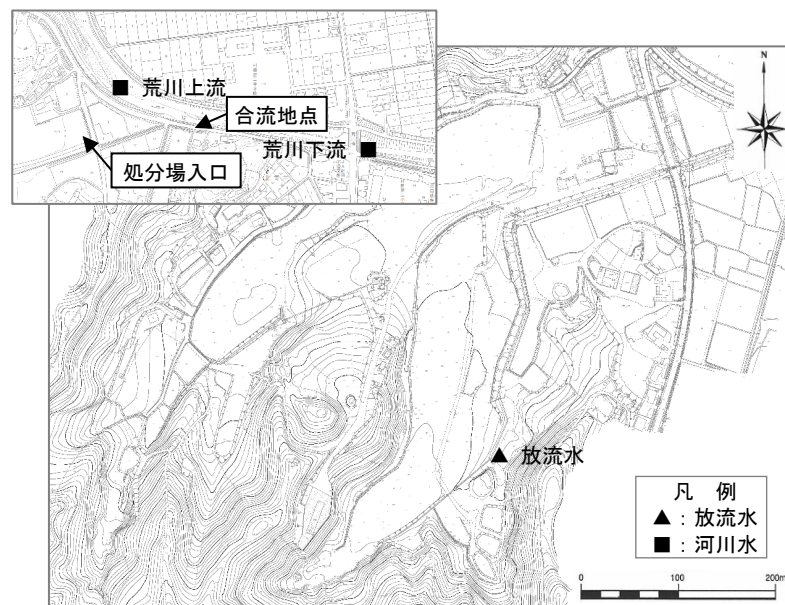 荒川上流
合流地点
荒川下流
処分場入口
N
放流水
凡 例
▲：放流水
■：河川水
0 100 200m